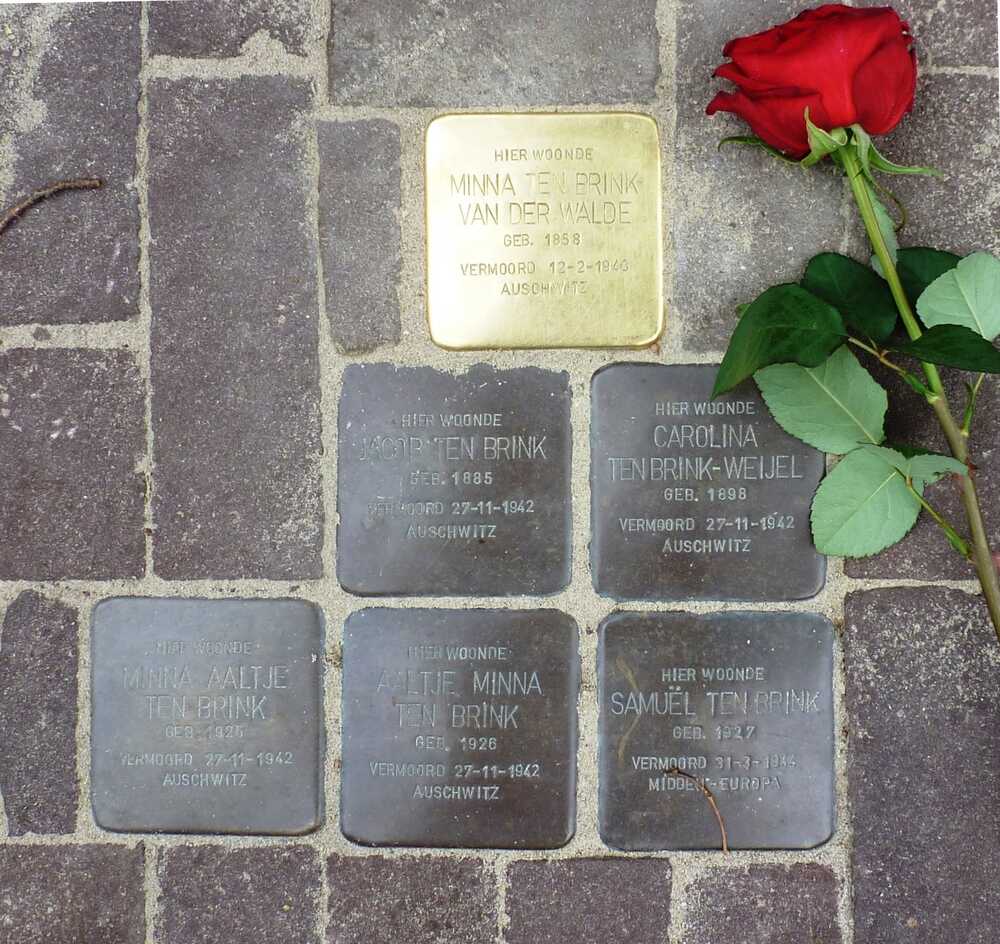 HIER WOONDE
MINNA TEN BRINK-
VAN DER WALDE
GEB. 1858
VERMOORD 12-2-1943
AUSCHWITZ
HIER WOONDE
JACOB TEN BRINK
GEB. 1885
VERMOORD 27-11-1942
AUSCHWITZ
HIER WOONDE
CAROLINA
TEN BRINK-WEIJEL
GEB. 1898
VERMOORD 27-11-1942
AUSCHWITZ
HIER WOONDE
MINNA AALTJE
TEN BRINK
GEB.
VERMOORD 27-11-1942
AUSCHWITZ
HIER WOONDE
AALTJE MINNA
TEN BRINK
GEB. 1926
VERMOORD 27-11-1942
AUSCHWITZ
HIER WOONDE
SAMUËL TEN BRINK
GEB. 1927
VERMOORD 31-3-1944
MIDDEN-EUROPA